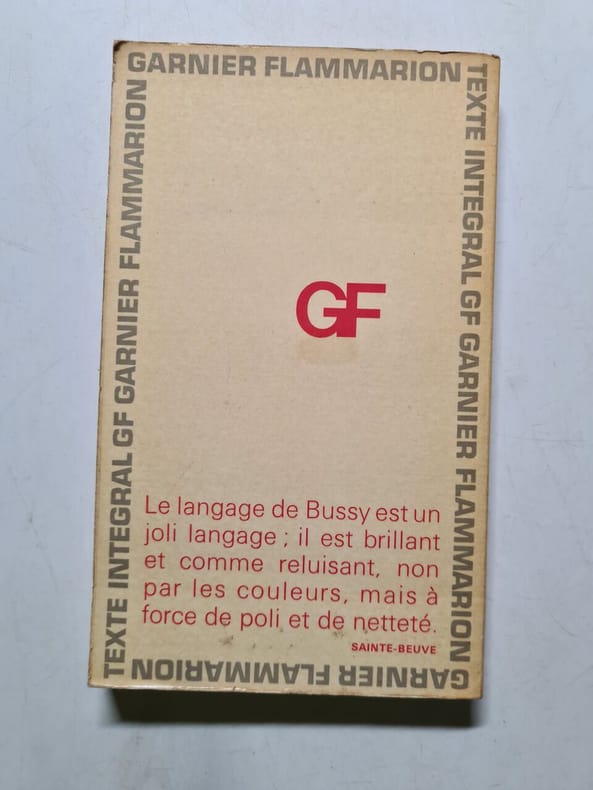 GARNIER FLAMMARION
TEXTE INTEGRAL GF GARNIER FLAMMARION
GARNIER FLAMMARION
TEXTE INTEGRAL GF GARNIER FLAMMARION
GF
Le langage de Bussy est un
joli langage ; il est brillant
et comme reluisant, non
par les couleurs, mais à
force de poli et de netteté.
SAINTE-BEUVE